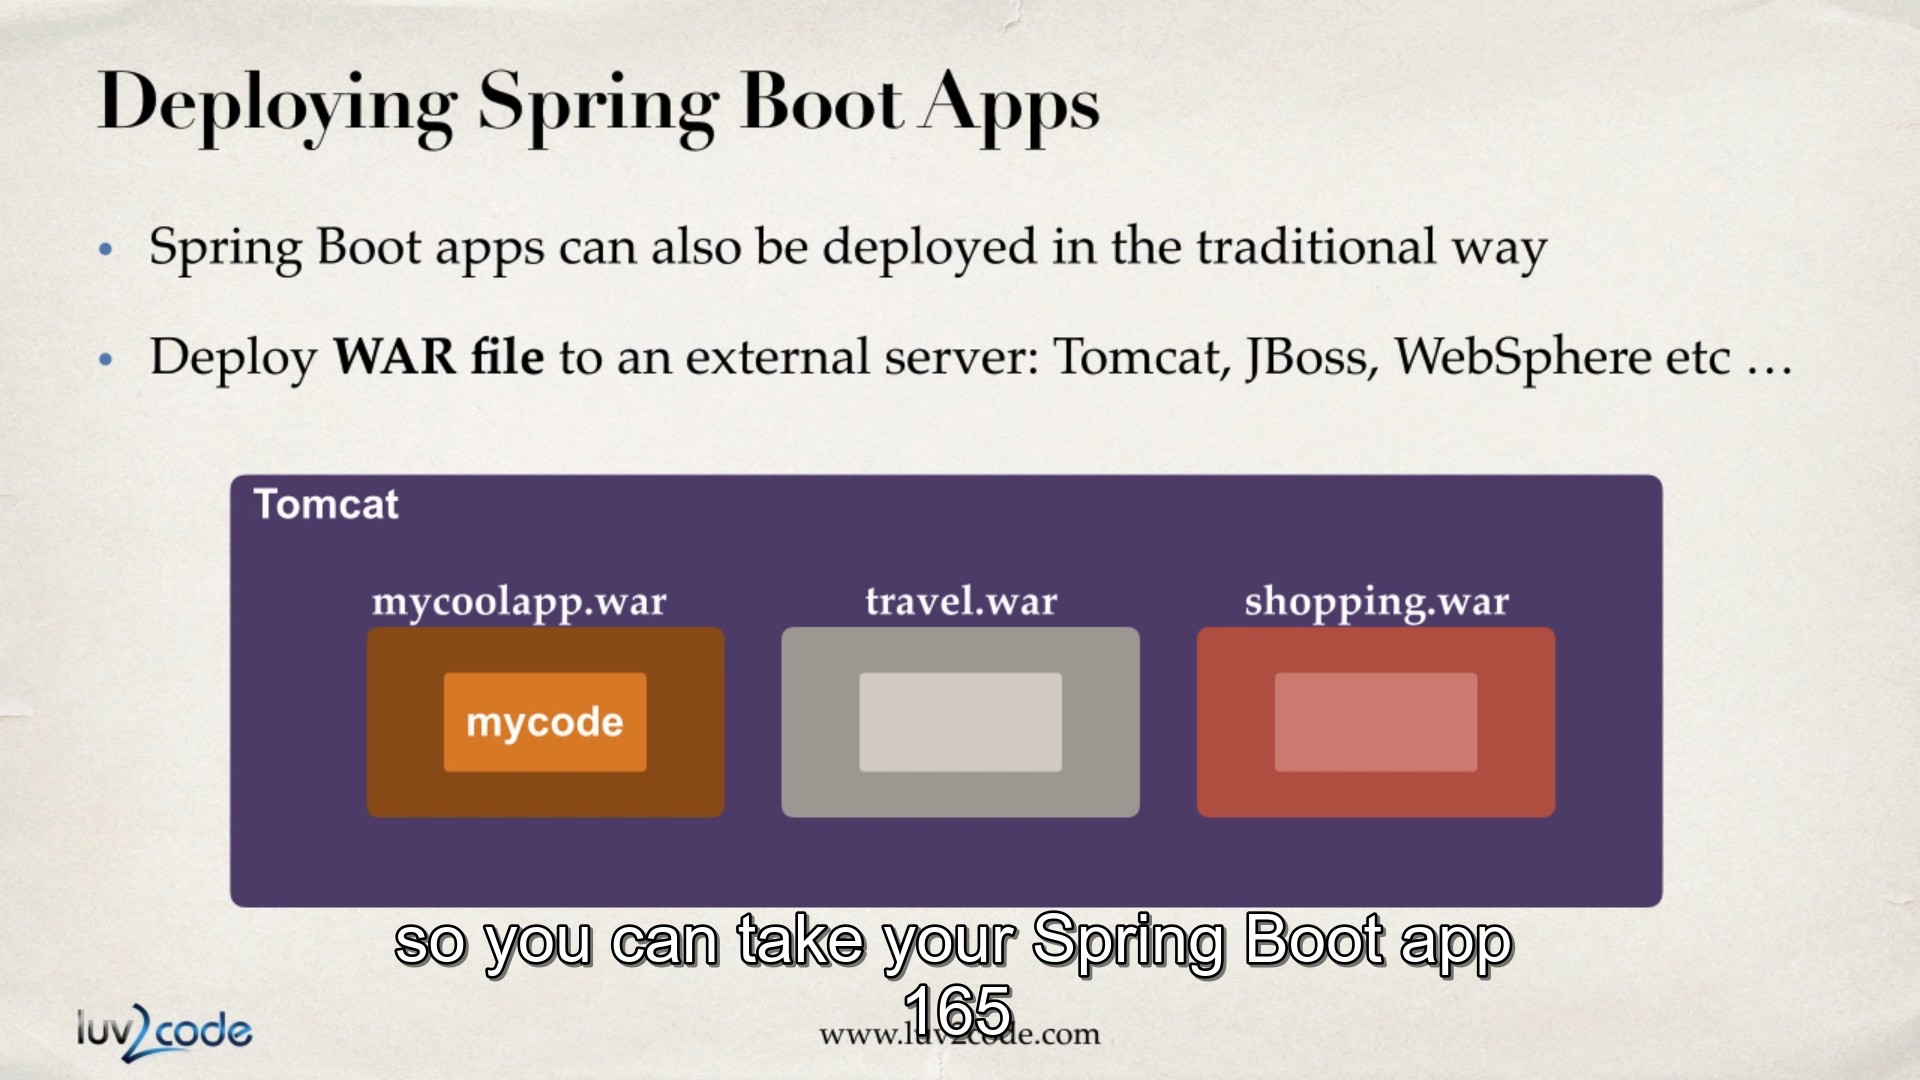 Deploying Spring Boot Apps
• Spring Boot apps can also be deployed in the traditional way
• Deploy WAR file to an external server: Tomcat, JBoss, WebSphere etc …
Tomcat
mycoolapp.war travel.war shopping.war
mycode
so you can take your Spring Boot app
165
luv2code www.luv2code.com